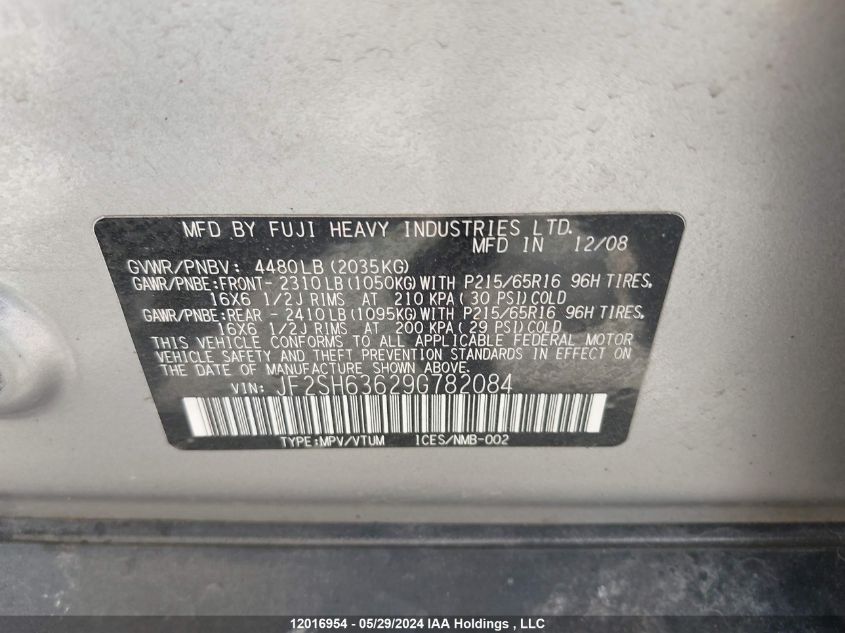 MFD BY FUJI HEAVY INDUSTRIES LTD.
MFD IN 12/08
GVWR/PNBV: 4480LB (2035KG)
GAWR/PNBE:FRONT- 2310LB (1050KG) WITH P215/65R16 96H TIRES,
16X6 1/2J RIMS AT 210 KPA ( 30 PSI) COLD
GAWR/PNBE:REAR - 2410LB (1095KG) WITH P215/65R16 96H TIRES,
16X6 1/2J RIMS AT 200 KPA ( 29 PSI) COLD
THIS VEHICLE CONFORMS TO ALL APPLICABLE FEDERAL MOTOR
VEHICLE SAFETY AND THEFT PREVENTION STANDARDS IN EFFECT ON
THE DATE OF MANUFACTURE SHOWN ABOVE.
VIN: JF2SH63629G782084
TYPE:MPV/VTUM ICES/NMB-002
12016954 - 05/29/2024 IAA Holdings , LLC